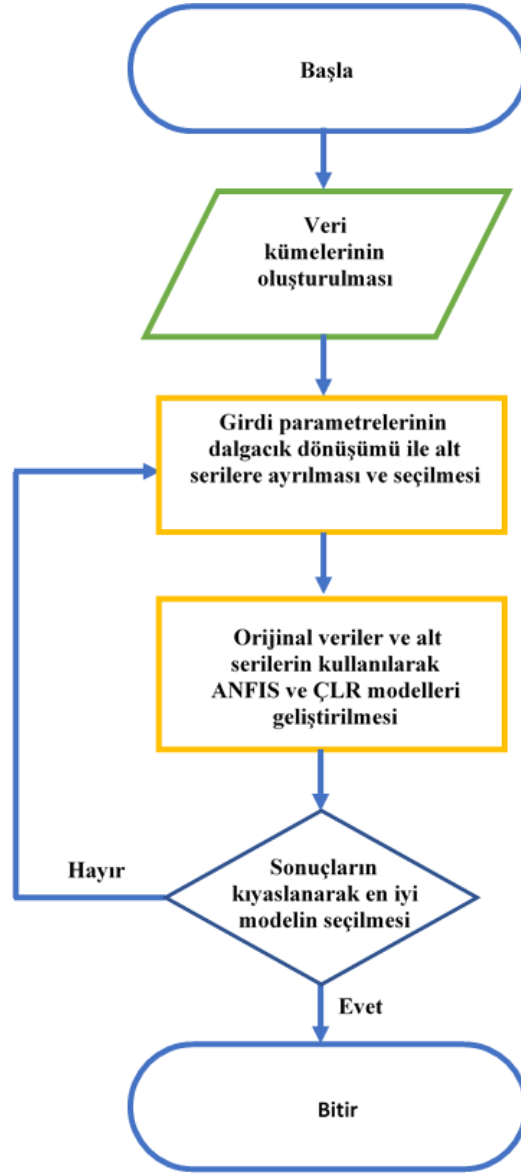 Başla
Veri
kümelerinin
oluşturulması
Girdi parametrelerinin
dalgacık dönüşümü ile alt
serilere ayrılması ve seçilmesi
Orijinal veriler ve alt
serilerin kullanılarak
ANFIS ve ÇLR modelleri
geliştirilmesi
Hayır
Sonuçların
kıyaslanarak en iyi
modelin seçilmesi
Evet
Bitir